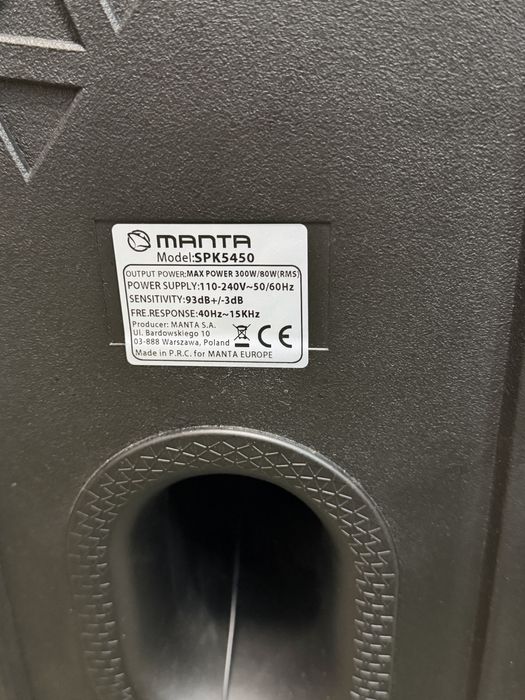 MANTA
Model:SPK5450
OUTPUT POWER:MAX POWER 300W/80W(RMS)
POWER SUPPLY:110-240V~50/60Hz
SENSITIVITY:93dB+/-3dB
FRE.RESPONSE:40Hz~15KHz
Producer: MANTA S.A.
Ul. Bardowskiego 10
03-888 Warszawa, Poland
CE
Made in P.R.C. for MANTA EUROPE